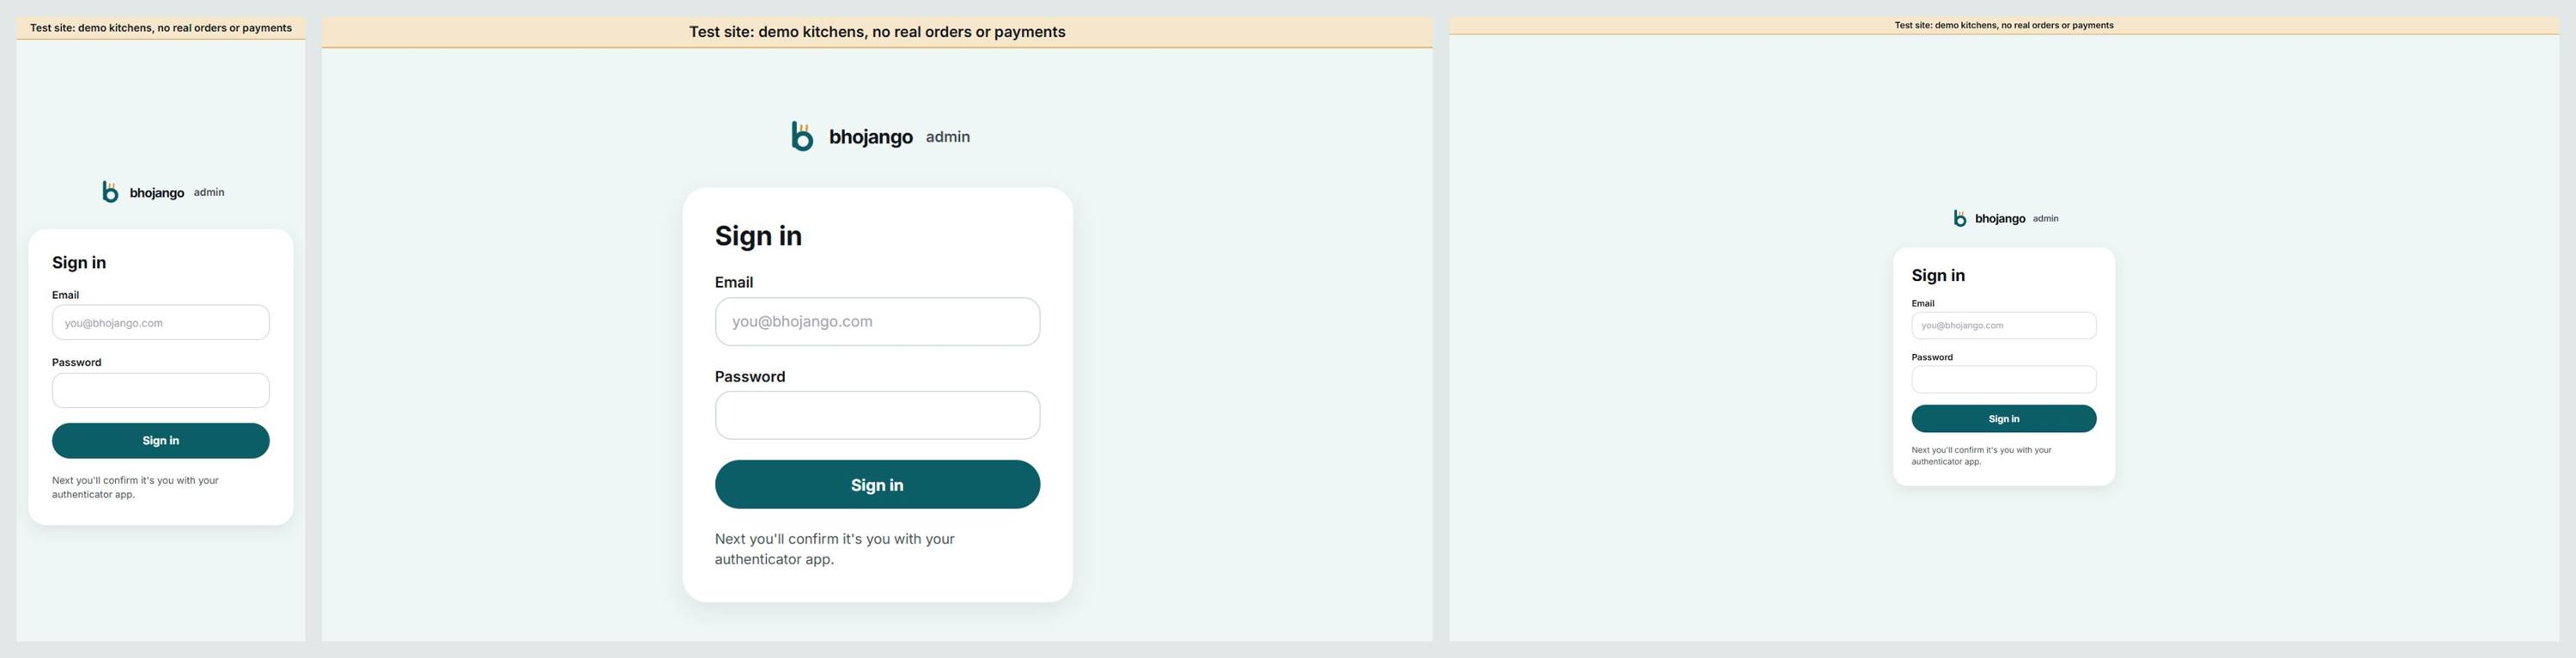 Test site: demo kitchens, no real orders or payments
bhojango admin
Sign in
Email
you@bhojango.com
Password
Sign in
Next you'll confirm it's you with your
authenticator app.
Test site: demo kitchens, no real orders or payments
bhojango admin
Sign in
Email
you@bhojango.com
Password
Sign in
Next you'll confirm it's you with your
authenticator app.
Test site: demo kitchens, no real orders or payments
bhojango admin
Sign in
Email
you@bhojango.com
Password
Sign in
Next you'll confirm it's you with your
authenticator app.